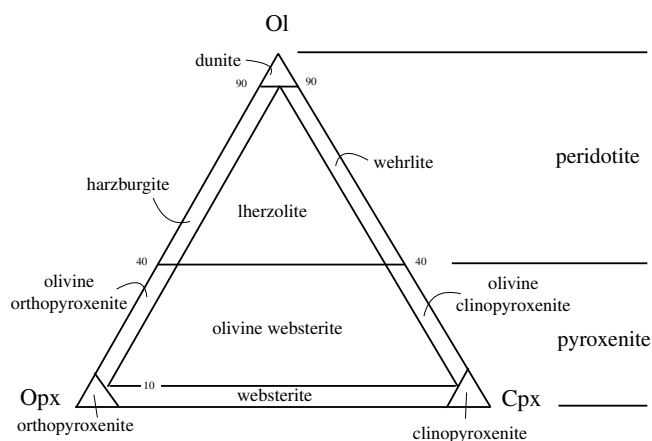 Ol
dunite
90
90
wehrlite
peridotite
harzburgite
lherzolite
40
40
olivine
orthopyroxenite
olivine
clinopyroxenite
olivine websterite
pyroxenite
10
websterite
Opx
Cpx
orthopyroxenite
clinopyroxenite